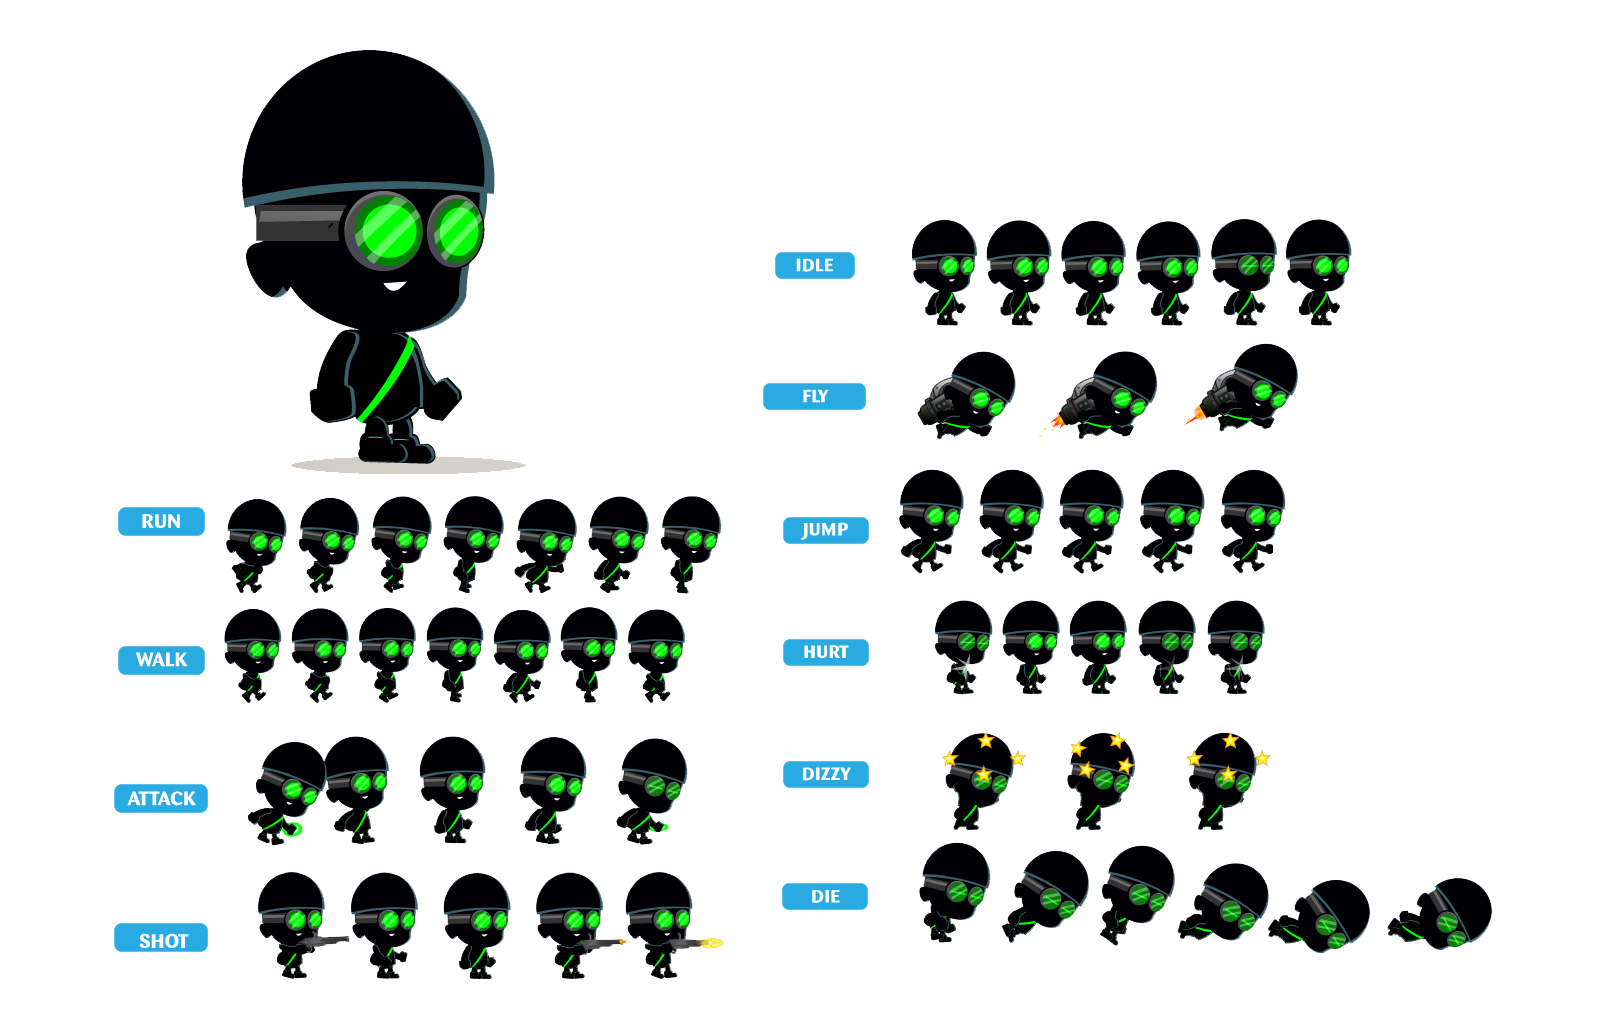 RUN
WALK
ATTACK
SHOT
IDLE
FLY
JUMP
HURT
DIZZY
DIE